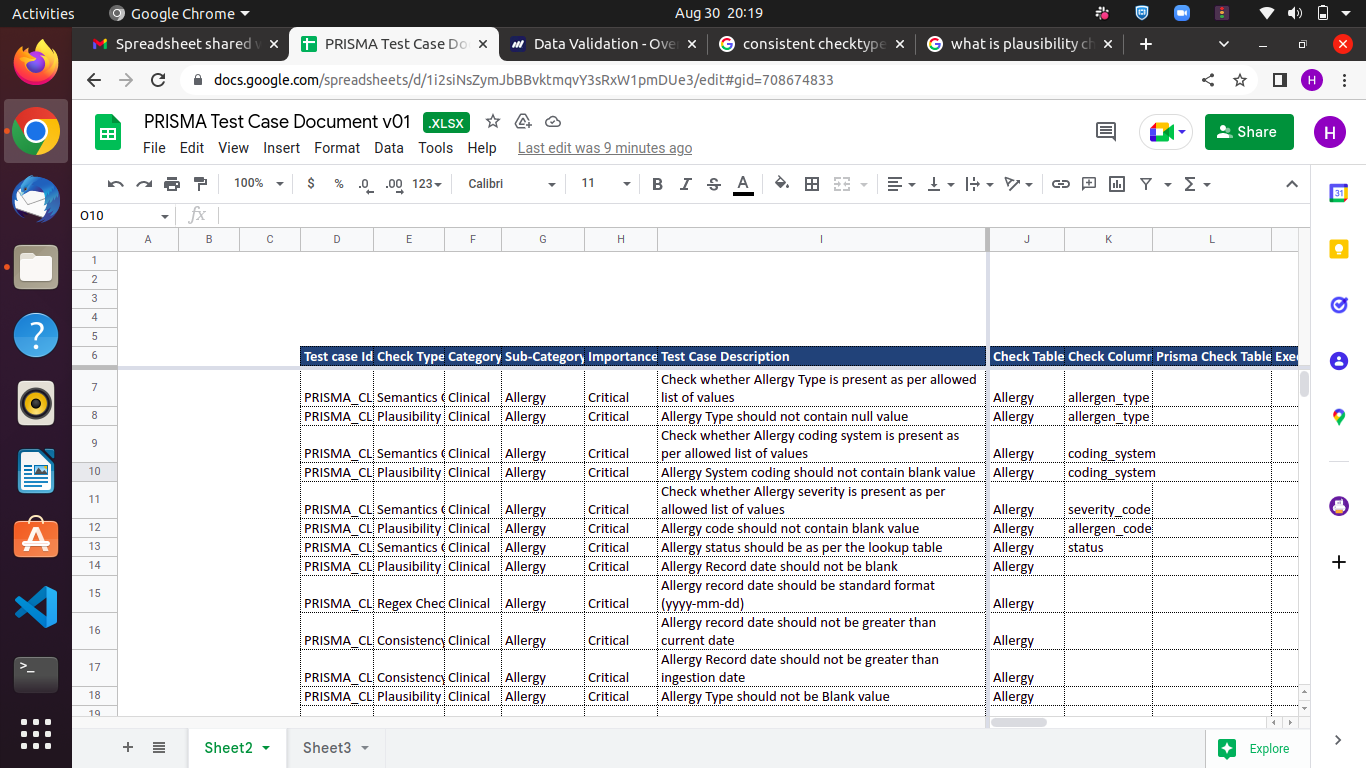 Activities
Google Chrome
Aug 30 20:19
Spreadsheet shared
PRISMA Test Case Do
Data Validation - Ove
consistent checktype
what is plausibility ch
docs.google.com/spreadsheets/d/1i2siNsZymJbBBvktmqvY3sRxW1pmDUe3/edit#gid=708674833
H
PRISMA Test Case Document v01 .XLSX
Share
H
File Edit View Insert Format Data Tools Help Last edit was 9 minutes ago
100% $ % .0 .00 123 Calibri 11 B I S A
O10 fx
A B C D E F G H I J K L
1
2
3
4
5
6 Test case Id Check Type Category Sub-Category Importance Test Case Description Check Table Check Column Prisma Check Table Exe
Check whether Allergy Type is present as per allowed
7 PRISMA_CL Semantics Clinical Allergy Critical list of values Allergy allergen_type
8 PRISMA_CL Plausibility Clinical Allergy Critical Allergy Type should not contain null value Allergy allergen_type
Check whether Allergy coding system is present as
9 PRISMA_CL Semantics Clinical Allergy Critical per allowed list of values Allergy coding_system
10 PRISMA_CL Plausibility Clinical Allergy Critical Allergy System coding should not contain blank value Allergy coding_system
Check whether Allergy severity is present as per
11 PRISMA_CL Semantics Clinical Allergy Critical allowed list of values Allergy severity_code
12 PRISMA_CL Plausibility Clinical Allergy Critical Allergy code should not contain blank value Allergy allergen_code
13 PRISMA_CL Semantics Clinical Allergy Critical Allergy status should be as per the lookup table Allergy status
14 PRISMA_CL Plausibility Clinical Allergy Critical Allergy Record date should not be blank Allergy
Allergy record date should be standard format
15 PRISMA_CL Regex Chec Clinical Allergy Critical (yyyy-mm-dd) Allergy
Allergy record date should not be greater than
16 PRISMA_CL Consistency Clinical Allergy Critical current date Allergy
Allergy Record date should not be greater than
17 PRISMA_CL Consistency Clinical Allergy Critical ingestion date Allergy
18 PRISMA_CL Plausibility Clinical Allergy Critical Allergy Type should not be Blank value Allergy
19
Sheet2 Sheet3
Explore
31